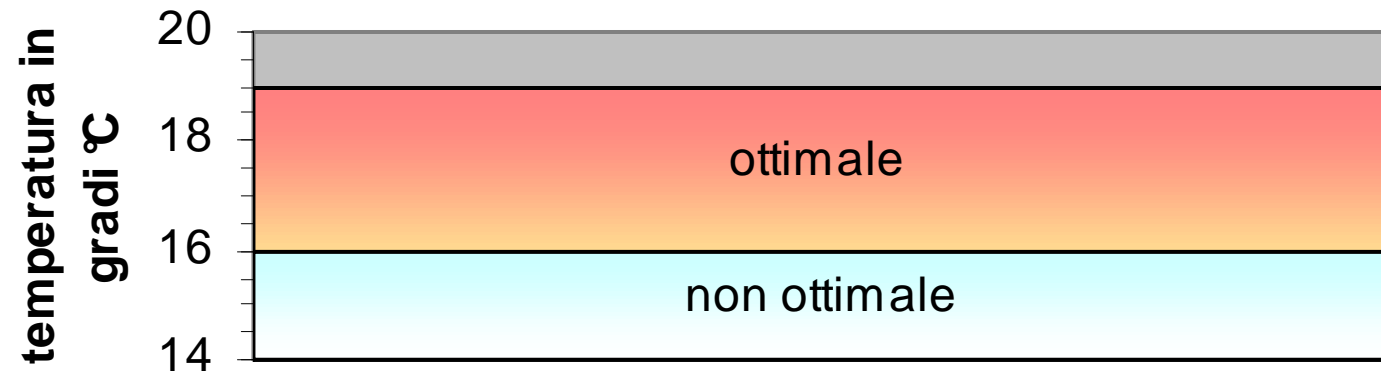 temperatura in
gradi °C
20
18
ottimale
16
non ottimale
14